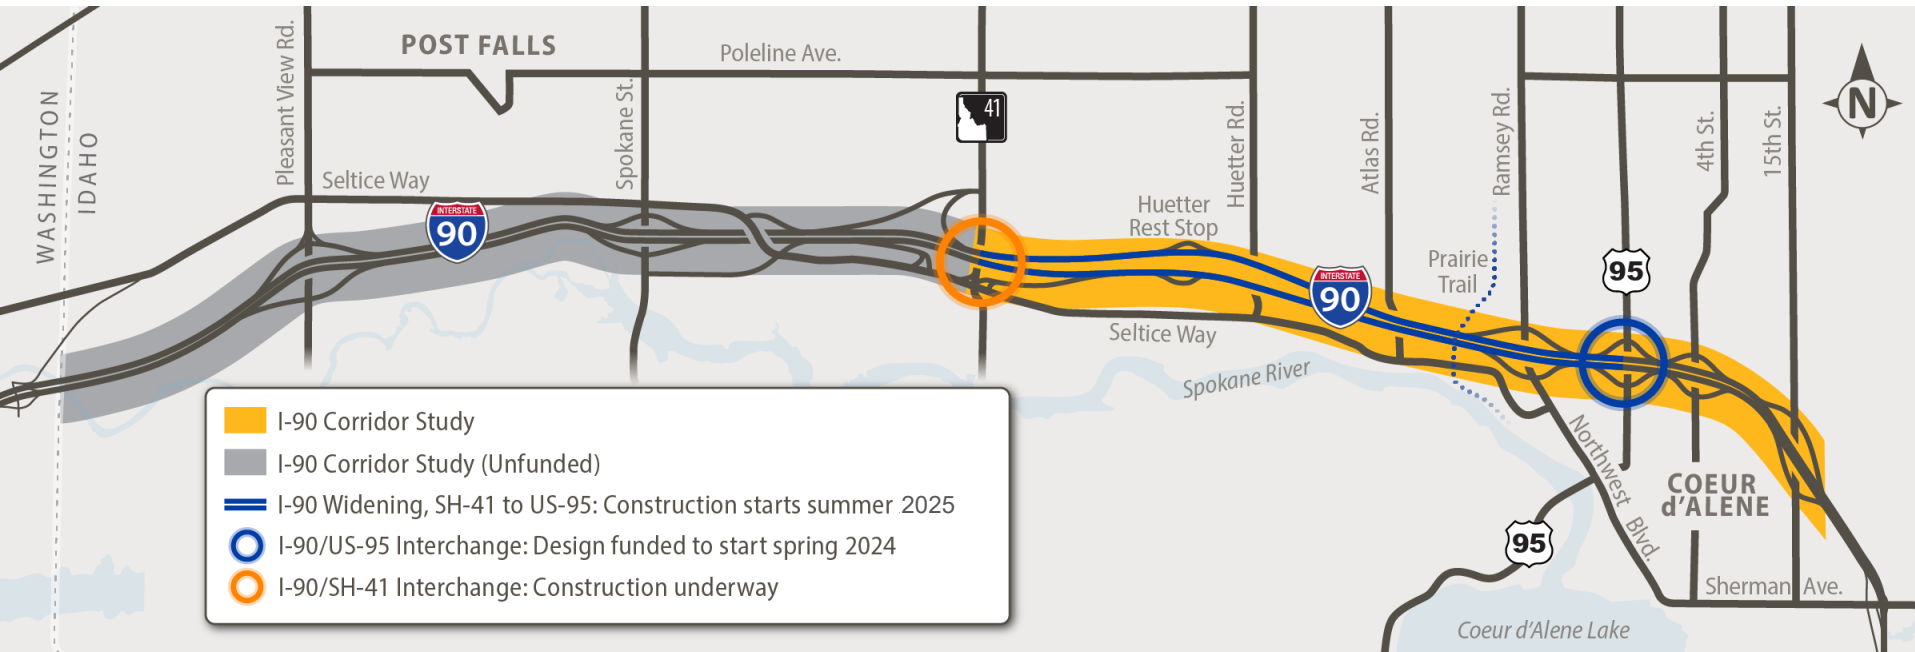 POST FALLS
Poleline Ave.
Pleasant View Rd.
Spokane St.
41
Huetter Rd.
Atlas Rd.
Ramsey Rd.
4th St.
15th St.
N
WASHINGTON
IDAHO
Seltice Way
INTERSTATE
90
Huetter
Rest Stop
Prairie
Trail
95
INTERSTATE
90
Seltice Way
Spokane River
Northwest Blvd.
COEUR
d'ALENE
95
Sherman Ave.
Coeur d'Alene Lake
I-90 Corridor Study
I-90 Corridor Study (Unfunded)
I-90 Widening, SH-41 to US-95: Construction starts summer 2025
I-90/US-95 Interchange: Design funded to start spring 2024
I-90/SH-41 Interchange: Construction underway